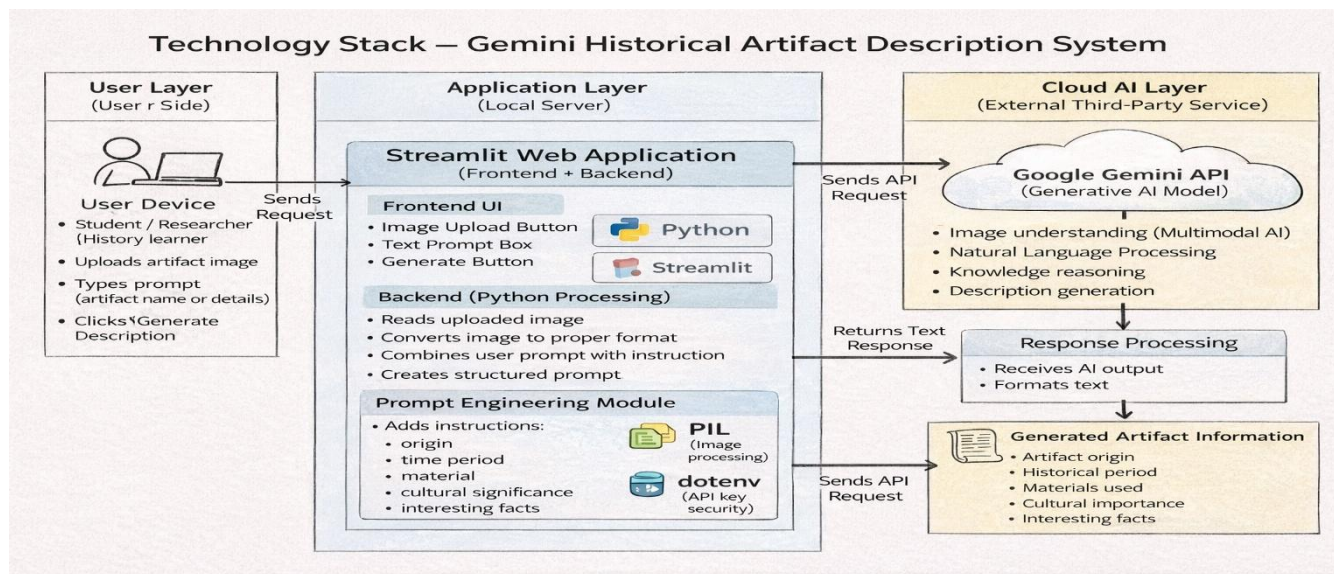 Technology Stack — Gemini Historical Artifact Description System
User Layer
(User r Side)
User Device
• Student / Researcher
(History learner
• Uploads artifact image
• Types prompt
(artifact name or details)
• Clicks "Generate
Description
Sends
Request
Application Layer
(Local Server)
Streamlit Web Application
(Frontend + Backend)
Frontend UI
• Image Upload Button
• Text Prompt Box
• Generate Button
Python
Streamlit
Backend (Python Processing)
• Reads uploaded image
• Converts image to proper format
• Combines user prompt with instruction
• Creates structured prompt
Prompt Engineering Module
• Adds instructions:
• origin
• time period
• material
• cultural significance
• interesting facts
PIL
(Image
processing)
dotenv
(API key
security)
Sends API
Request
Returns Text
Response
Sends API
Request
Cloud AI Layer
(External Third-Party Service)
Google Gemini API
(Generative AI Model)
• Image understanding (Multimodal AI)
• Natural Language Processing
• Knowledge reasoning
• Description generation
Response Processing
• Receives AI output
• Formats text
Generated Artifact Information
• Artifact origin
• Historical period
• Materials used
• Cultural importance
• Interesting facts